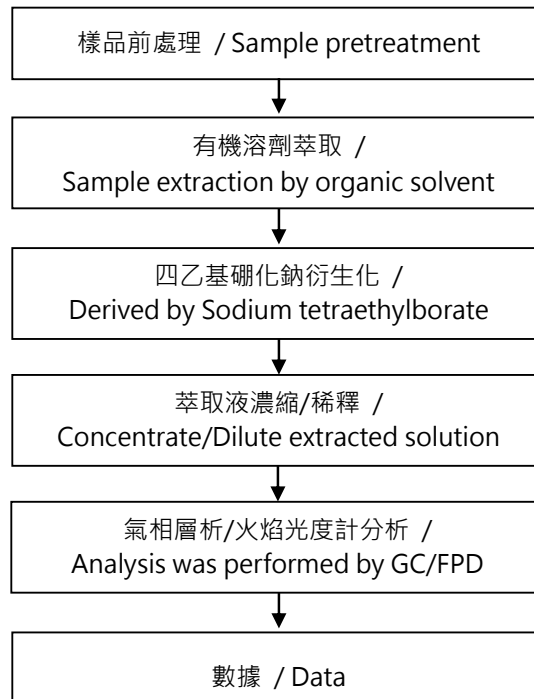 樣品前處理 / Sample pretreatment
有機溶劑萃取 /
Sample extraction by organic solvent
四乙基硼化鈉衍生化 /
Derived by Sodium tetraethylborate
萃取液濃縮/稀釋 /
Concentrate/Dilute extracted solution
氣相層析/火焰光度計分析 /
Analysis was performed by GC/FPD
數據 / Data